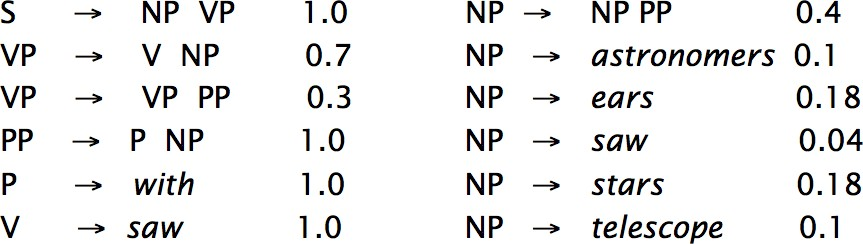 S → NP VP 1.0 NP → NP PP 0.4
VP → V NP 0.7 NP → astronomers 0.1
VP → VP PP 0.3 NP → ears 0.18
PP → P NP 1.0 NP → saw 0.04
P → with 1.0 NP → stars 0.18
V → saw 1.0 NP → telescope 0.1